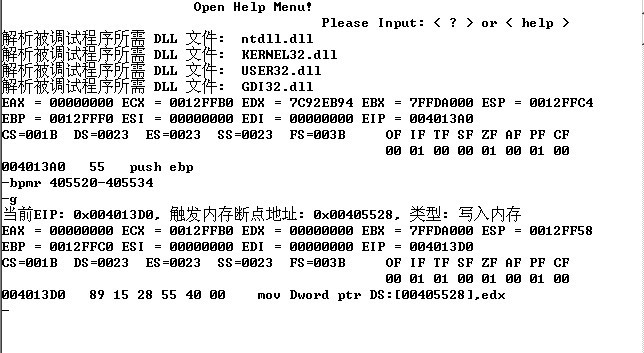 Open Help Menu!
Please Input: < ? > or < help >
解析被调试程序所需 DLL 文件: ntdll.dll
解析被调试程序所需 DLL 文件: KERNEL32.dll
解析被调试程序所需 DLL 文件: USER32.dll
解析被调试程序所需 DLL 文件: GDI32.dll
EAX = 00000000 ECX = 0012FFB0 EDX = 7C92EB94 EBX = 7FFDA000 ESP = 0012FFC4
EBP = 0012FFF0 ESI = 00000000 EDI = 00000000 EIP = 004013A0
CS=001B DS=0023 ES=0023 SS=0023 FS=003B OF IF TF SF ZF AF PF CF
00 01 00 00 01 00 01 00
004013A0 55 push ebp
-bpmr 405520-405534
-g
当前EIP: 0x004013D0, 触发内存断点地址: 0x00405528, 类型: 写入内存
EAX = 00000000 ECX = 0012FFB0 EDX = 00000000 EBX = 7FFDA000 ESP = 0012FF58
EBP = 0012FFC0 ESI = 00000000 EDI = 00000000 EIP = 004013D0
CS=001B DS=0023 ES=0023 SS=0023 FS=003B OF IF TF SF ZF AF PF CF
00 01 00 00 01 00 01 00
004013D0 89 15 28 55 40 00 mov Dword ptr DS:[00405528],edx
-